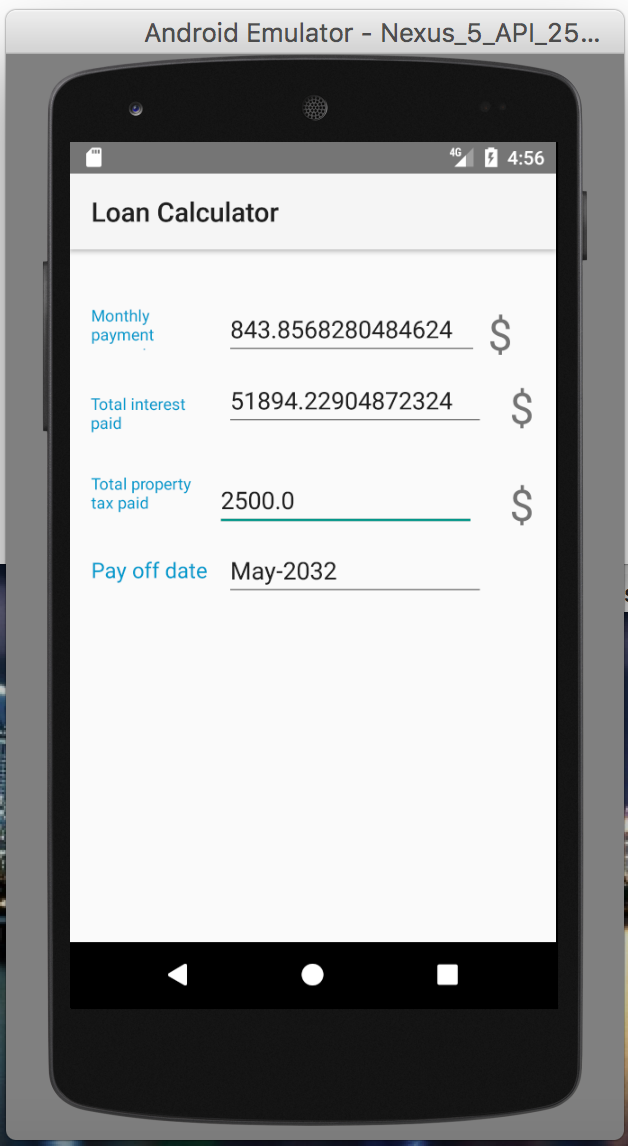 Android Emulator - Nexus_5_API_25...
4G 4:56
Loan Calculator
Monthly
payment
843.8568280484624 $
Total interest
paid
51894.22904872324 $
Total property
tax paid
2500.0 $
Pay off date May-2032